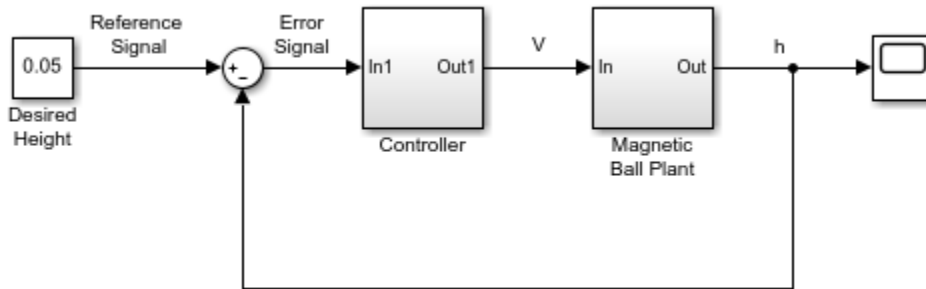 Reference
Signal
Error
Signal
V
h
0.05
+
−
In1
Out1
In
Out
Desired
Height
Controller
Magnetic
Ball Plant